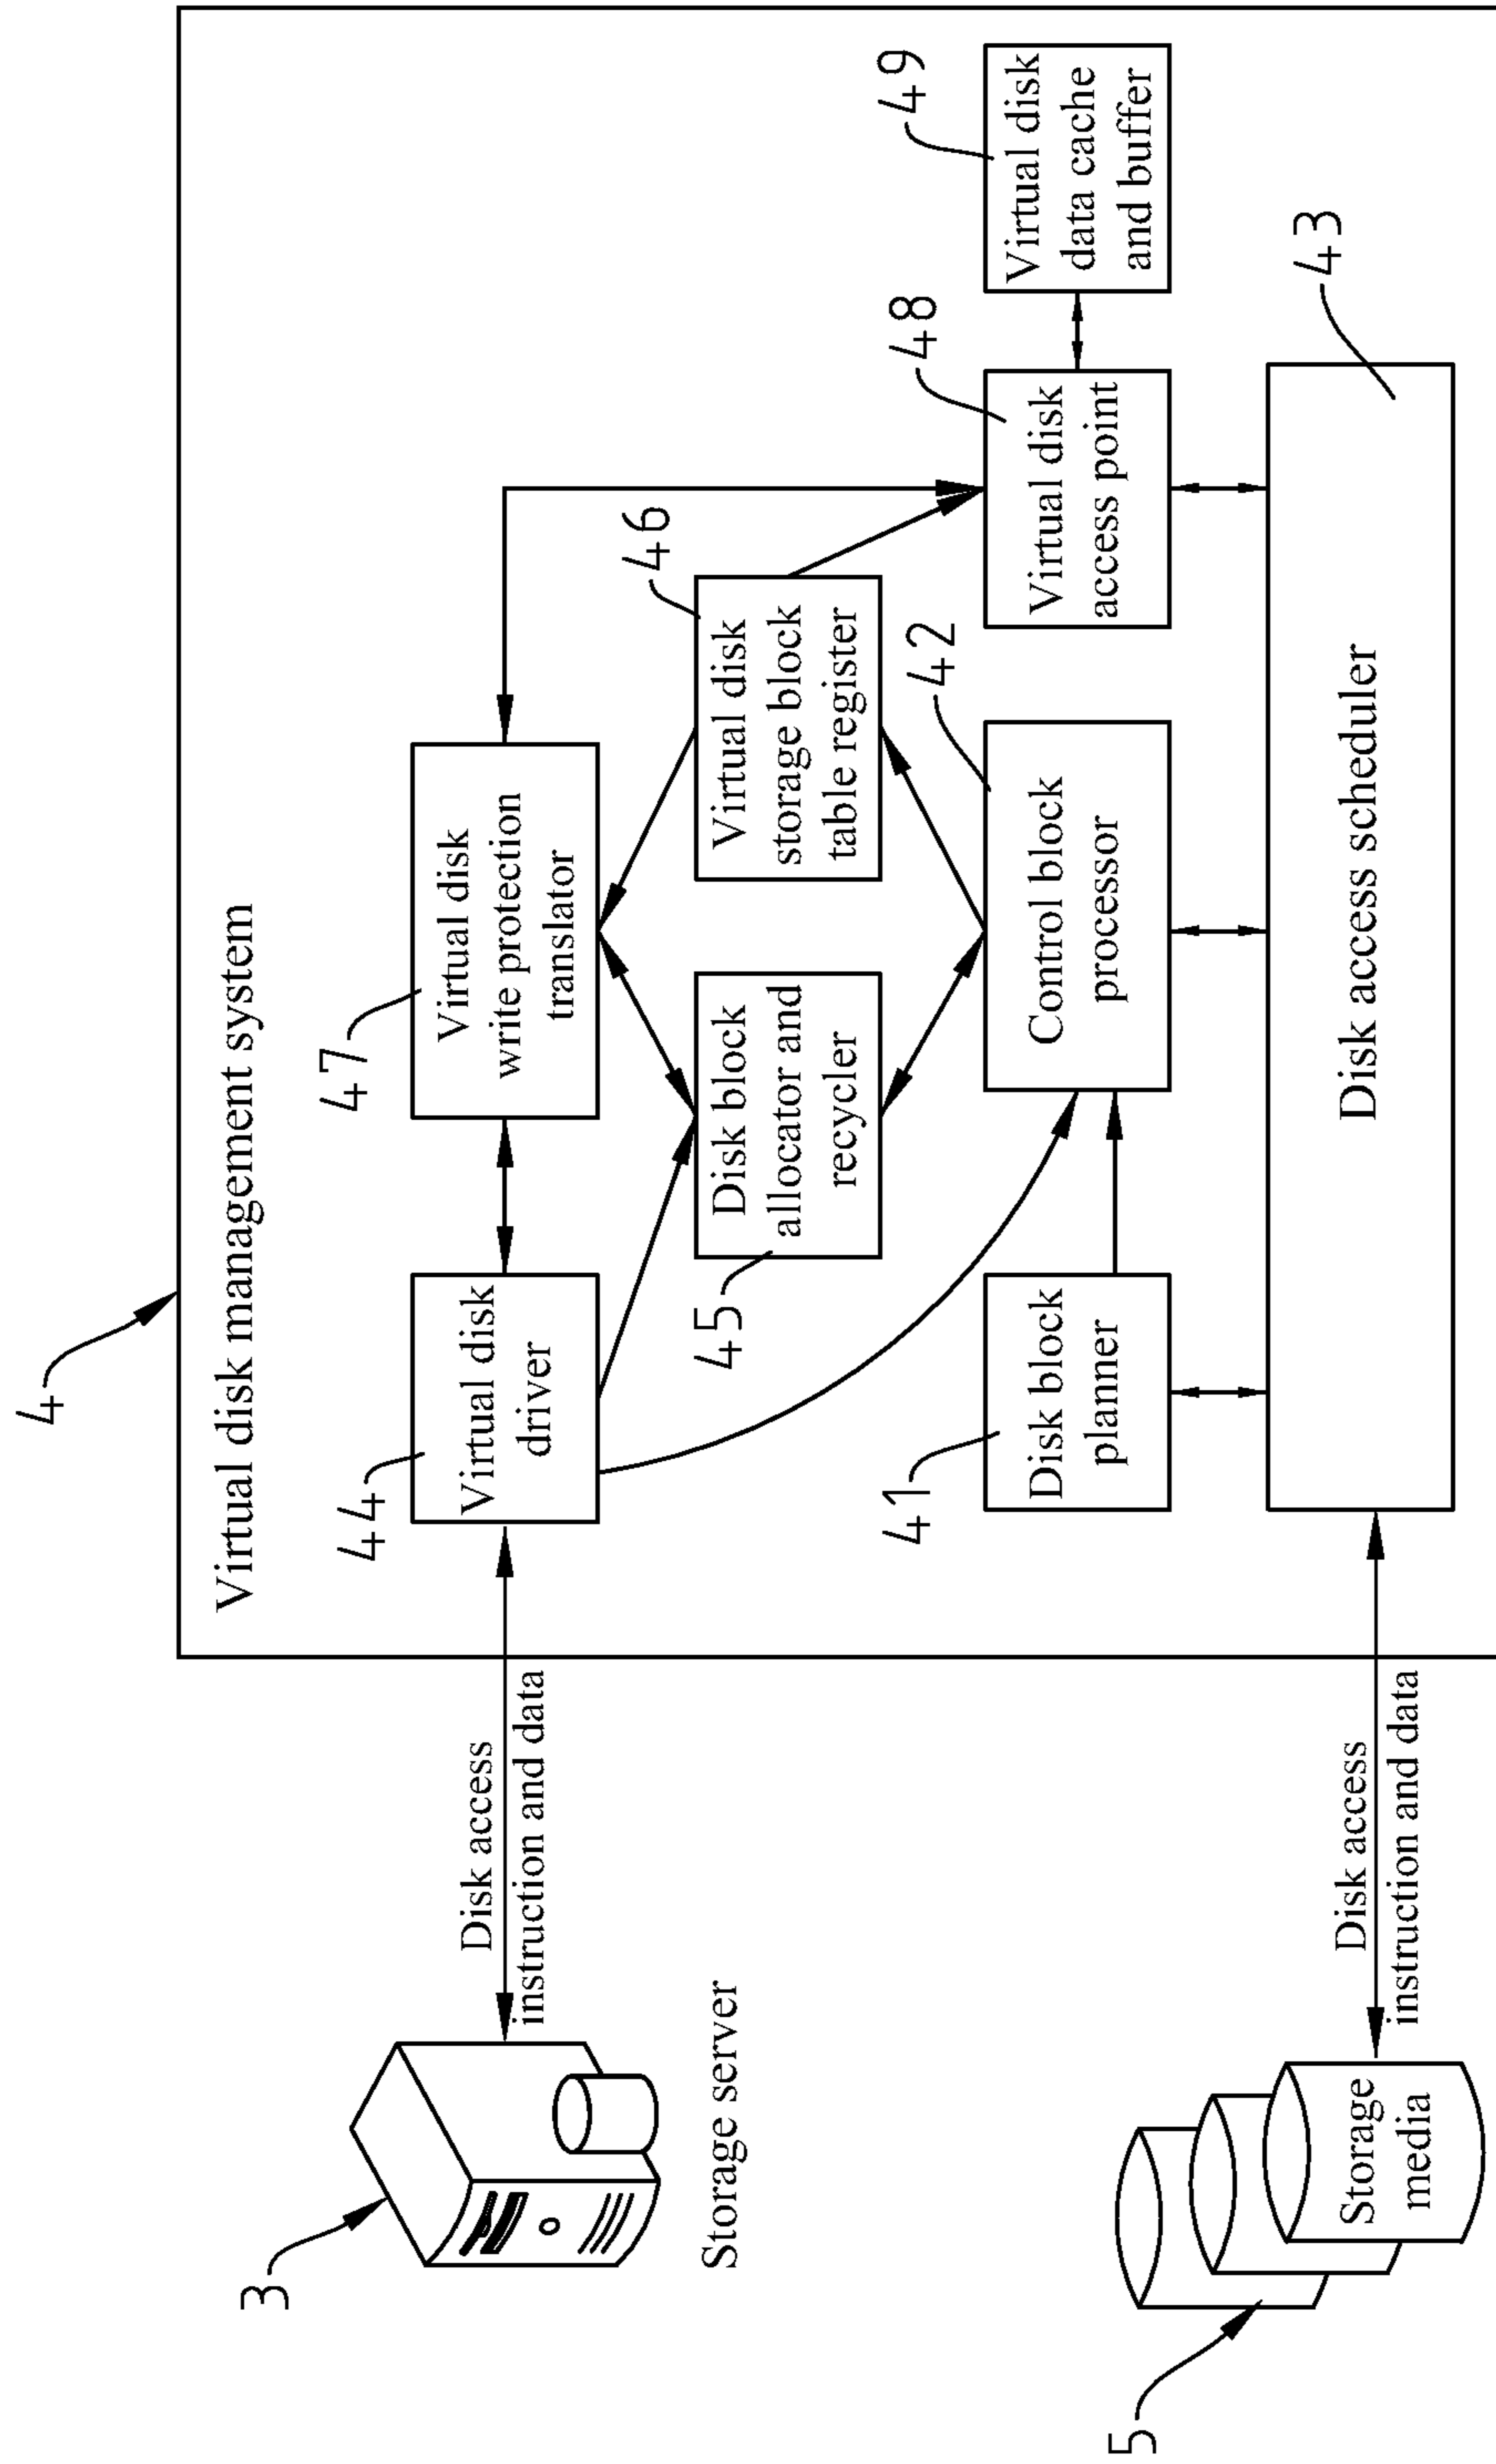 4
Virtual disk management system
3
Storage server
Disk access
instruction and data
44
Virtual disk
driver
47
Virtual disk
write protection
translator
45
Disk block
allocator and
recycler
46
Virtual disk
storage block
table register
41
Disk block
planner
42
Control block
processor
48
Virtual disk
access point
49
Virtual disk
data cache
and buffer
5
Storage
media
Disk access
instruction and data
Disk access scheduler
43